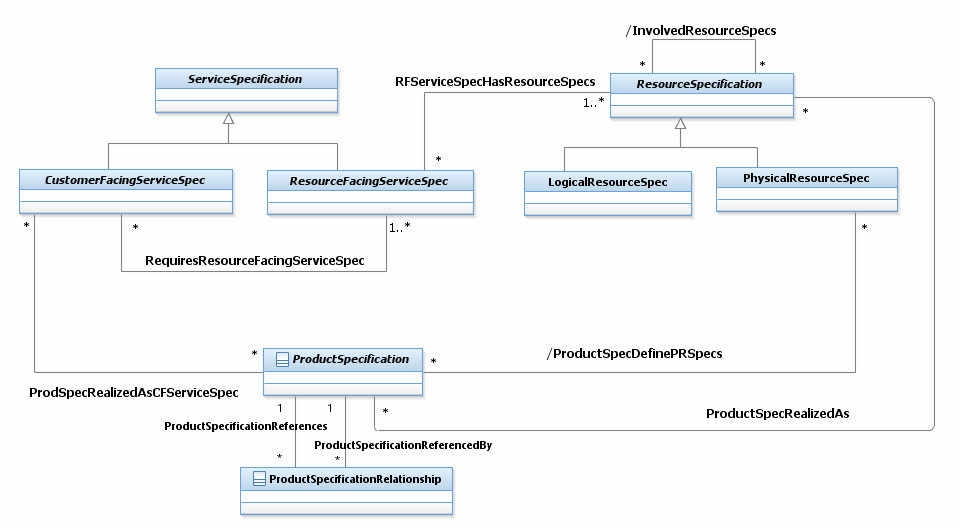 /InvolvedResourceSpecs
* *
ServiceSpecification
RFServiceSpecHasResourceSpecs
ResourceSpecification
1..*
*
*
CustomerFacingServiceSpec
ResourceFacingServiceSpec
LogicalResourceSpec
PhysicalResourceSpec
*
*
1..*
*
RequiresResourceFacingServiceSpec
*
ProductSpecification
*
/ProductSpecDefinePRSpecs
ProdSpecRealizedAsCFServiceSpec
1
1
*
ProductSpecRealizedAs
ProductSpecificationReferences
ProductSpecificationReferencedBy
*
*
ProductSpecificationRelationship